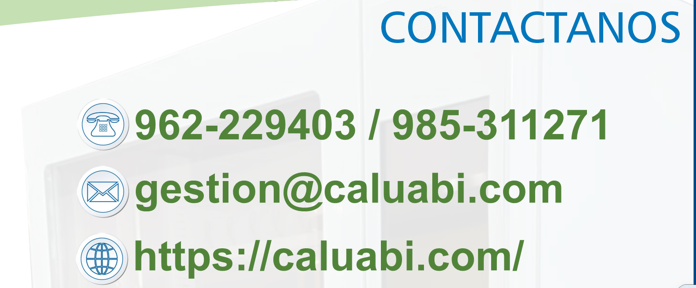 CONTACTANOS
962-229403 / 985-311271
gestion@caluabi.com
https://caluabi.com/